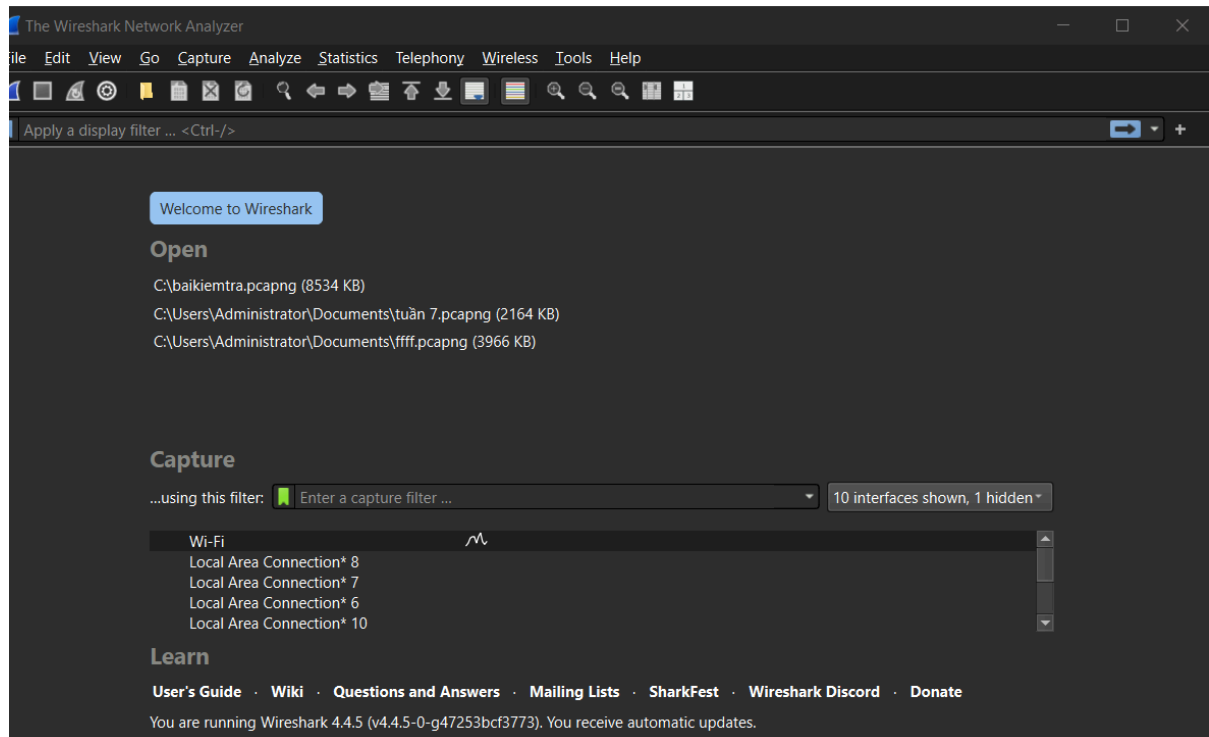 The Wireshark Network Analyzer
File Edit View Go Capture Analyze Statistics Telephony Wireless Tools Help
Apply a display filter ... <Ctrl-/>
Welcome to Wireshark
Open
C:\baikiemtra.pcapng (8534 KB)
C:\Users\Administrator\Documents\tuần 7.pcapng (2164 KB)
C:\Users\Administrator\Documents\ffff.pcapng (3966 KB)
Capture
...using this filter: Enter a capture filter ... 10 interfaces shown, 1 hidden
Wi-Fi
Local Area Connection* 8
Local Area Connection* 7
Local Area Connection* 6
Local Area Connection* 10
Learn
User's Guide · Wiki · Questions and Answers · Mailing Lists · SharkFest · Wireshark Discord · Donate
You are running Wireshark 4.4.5 (v4.4.5-0-g47253bcf3773). You receive automatic updates.